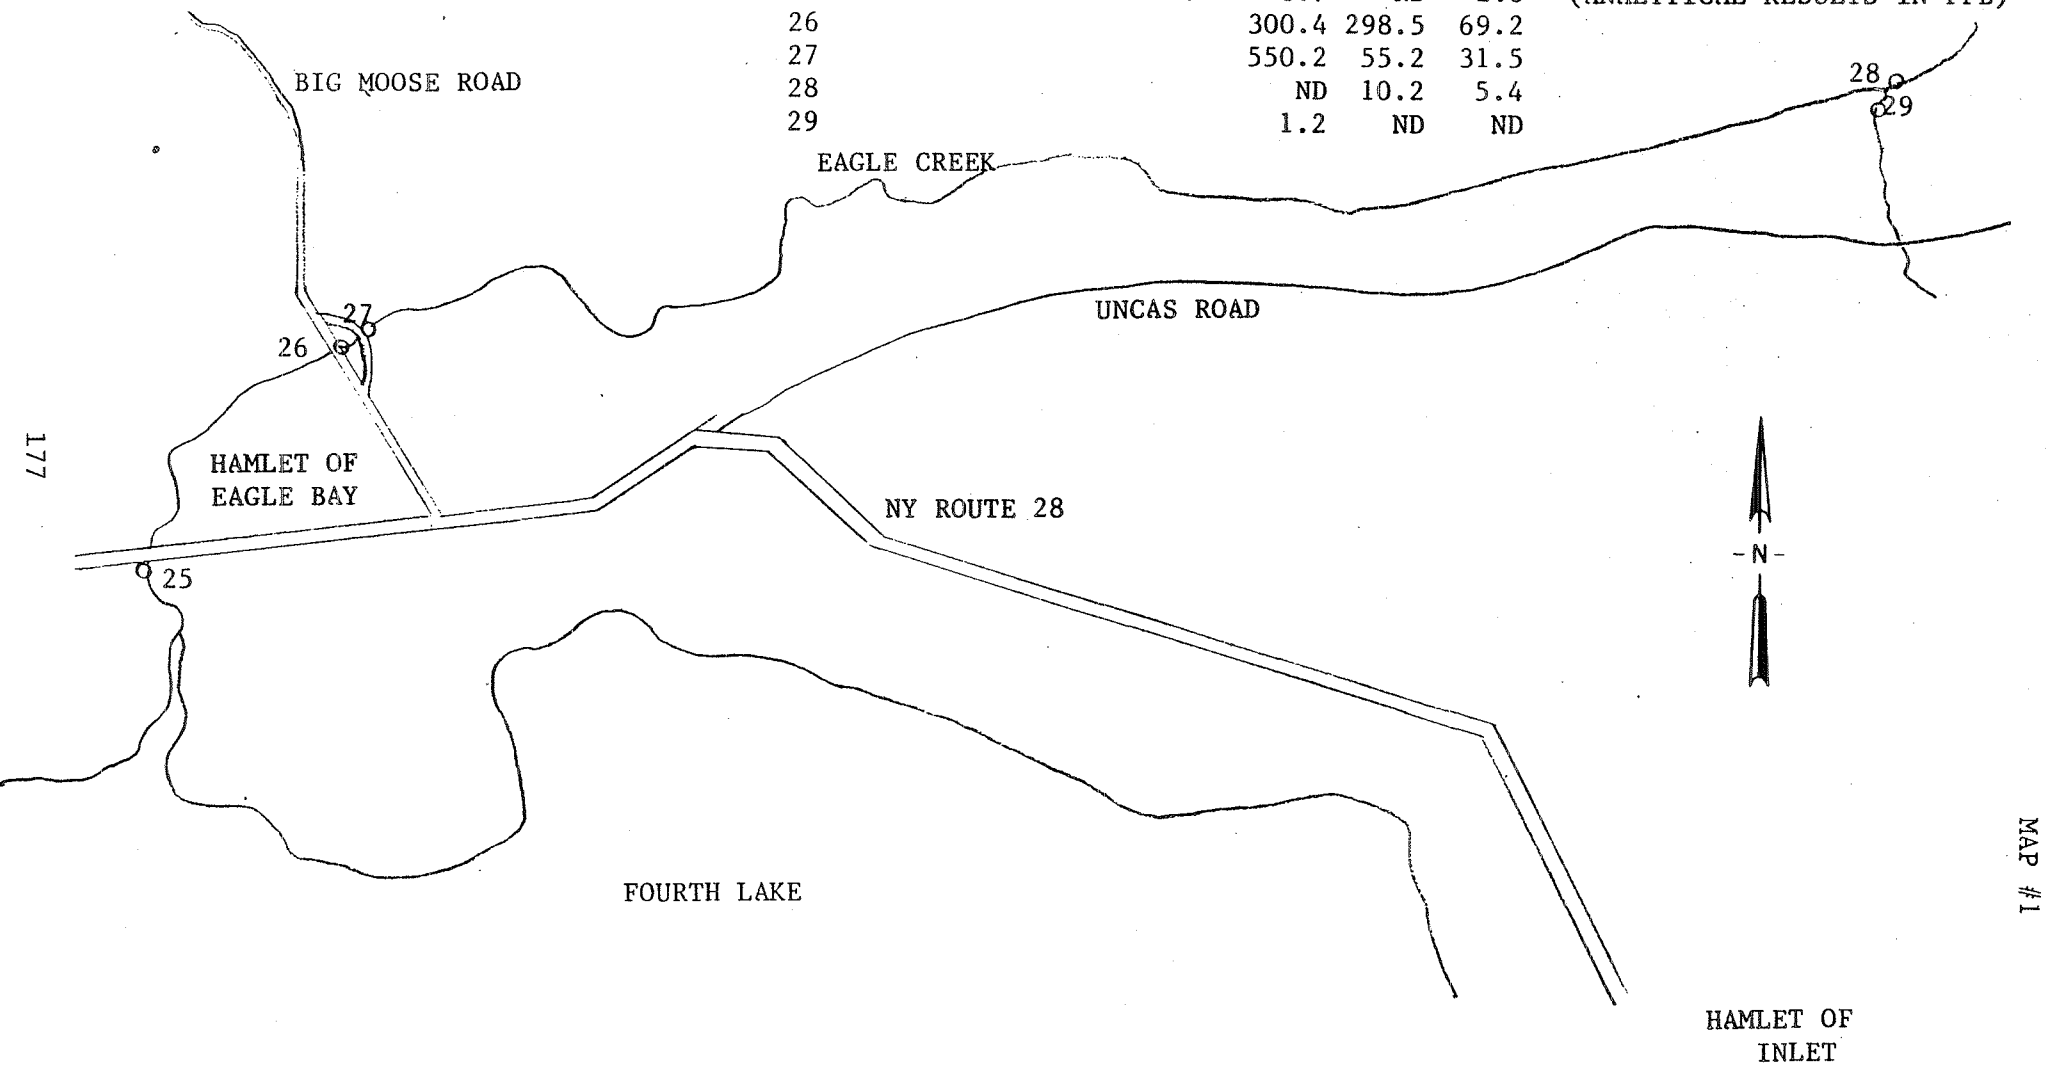 26 300.4 298.5 69.2
27 550.2 55.2 31.5
28 ND 10.2 5.4
29 1.2 ND ND
BIG MOOSE ROAD
28
29
EAGLE CREEK
UNCAS ROAD
27
26
177
HAMLET OF
EAGLE BAY
NY ROUTE 28
-N-
25
MAP #1
FOURTH LAKE
HAMLET OF
INLET